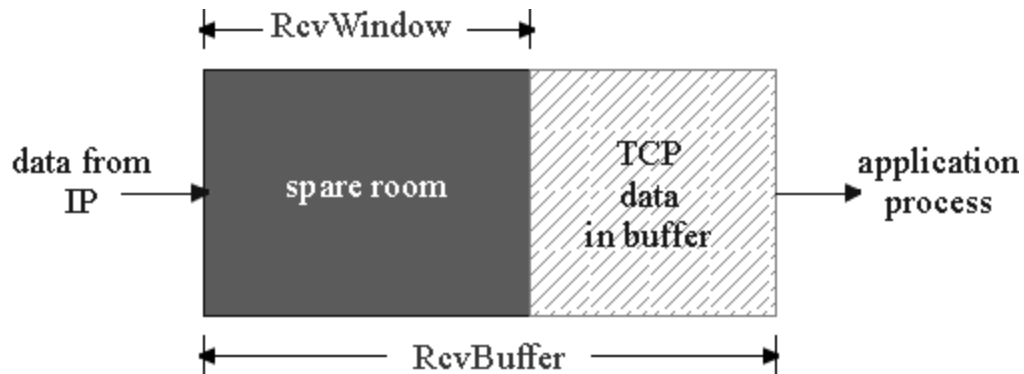 RcvWindow
data from
IP
spare room
TCP
data
in buffer
application
process
RcvBuffer